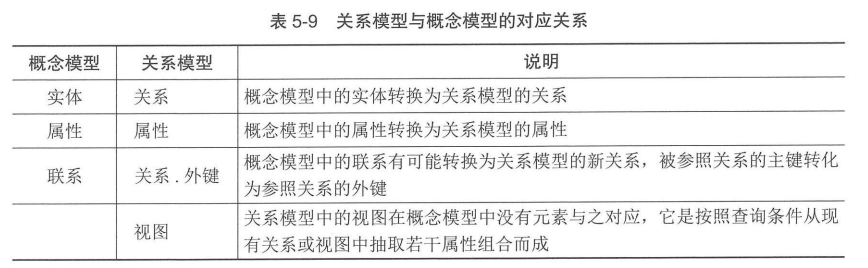 表 5-9 关系模型与概念模型的对应关系
概念模型 关系模型 说明
实体 关系 概念模型中的实体转换为关系模型的关系
属性 属性 概念模型中的属性转换为关系模型的属性
联系 关系.外键 概念模型中的联系有可能转换为关系模型的新关系，被参照关系的主键转化
为参照关系的外键
视图 关系模型中的视图在概念模型中没有元素与之对应，它是按照查询条件从现
有关系或视图中抽取若干属性组合而成